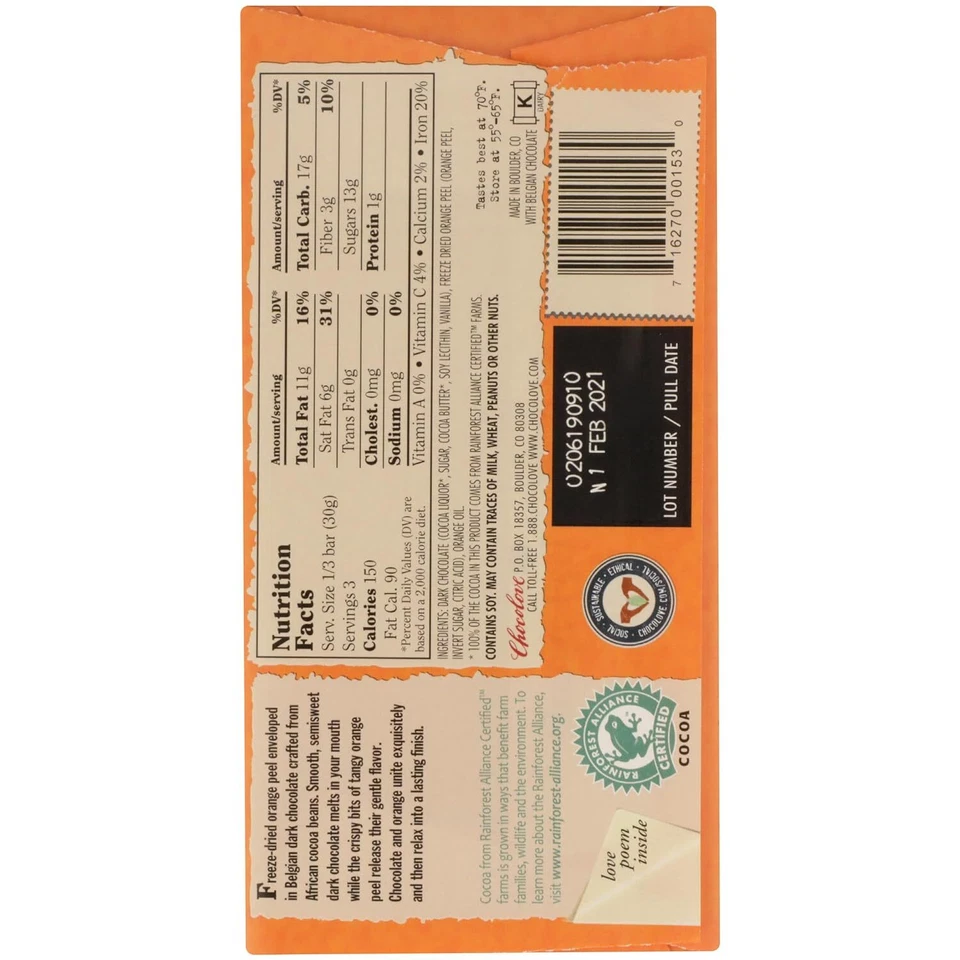 Freeze-dried orange peel enveloped
in Belgian dark chocolate crafted from
African cocoa beans. Smooth, semisweet
dark chocolate melts in your mouth
while the crispy bits of tangy orange
peel release their gentle flavor.
Chocolate and orange unite exquisitely
and then relax into a lasting finish.
Cocoa from Rainforest Alliance Certified™
farms is grown in ways that benefit farm
families, wildlife and the environment. To
learn more about the Rainforest Alliance,
visit www.rainforest-alliance.org.
RAINFOREST ALLIANCE
CERTIFIED
COCOA
love
poem
inside
Nutrition
Facts
Serv. Size 1/3 bar (30g)
Servings 3
Calories 150
Fat Cal. 90
*Percent Daily Values (DV) are
based on a 2,000 calorie diet.
Amount/serving %DV*
Total Fat 11g 16%
Sat Fat 6g 31%
Trans Fat 0g
Cholest. 0mg 0%
Sodium 0mg 0%
Amount/serving %DV*
Total Carb. 17g 5%
Fiber 3g 10%
Sugars 13g
Protein 1g
Vitamin A 0% • Vitamin C 4% • Calcium 2% • Iron 20%
INGREDIENTS: DARK CHOCOLATE (COCOA LIQUOR*, SUGAR, COCOA BUTTER*, SOY LECITHIN, VANILLA), FREEZE DRIED ORANGE PEEL (ORANGE PEEL,
INVERT SUGAR, CITRIC ACID), ORANGE OIL.
* 100% OF THE COCOA IN THIS PRODUCT COMES FROM RAINFOREST ALLIANCE CERTIFIED™ FARMS.
CONTAINS SOY. MAY CONTAIN TRACES OF MILK, WHEAT, PEANUTS OR OTHER NUTS.
Chocolove P.O. BOX 18357, BOULDER, CO 80308
CALL TOLL-FREE 1.888.CHOCOLOVE WWW.CHOCOLOVE.COM
Tastes best at 70°F.
Store at 55°-65°F.
MADE IN BOULDER, CO
WITH BELGIAN CHOCOLATE
K
DAIRY
SOCIAL · SUSTAINABLE · ETHICAL ·
CHOCOLOVE.COM/SOCIAL
0206190910
N 1 FEB 2021
LOT NUMBER / PULL DATE
7 16270 00153 0